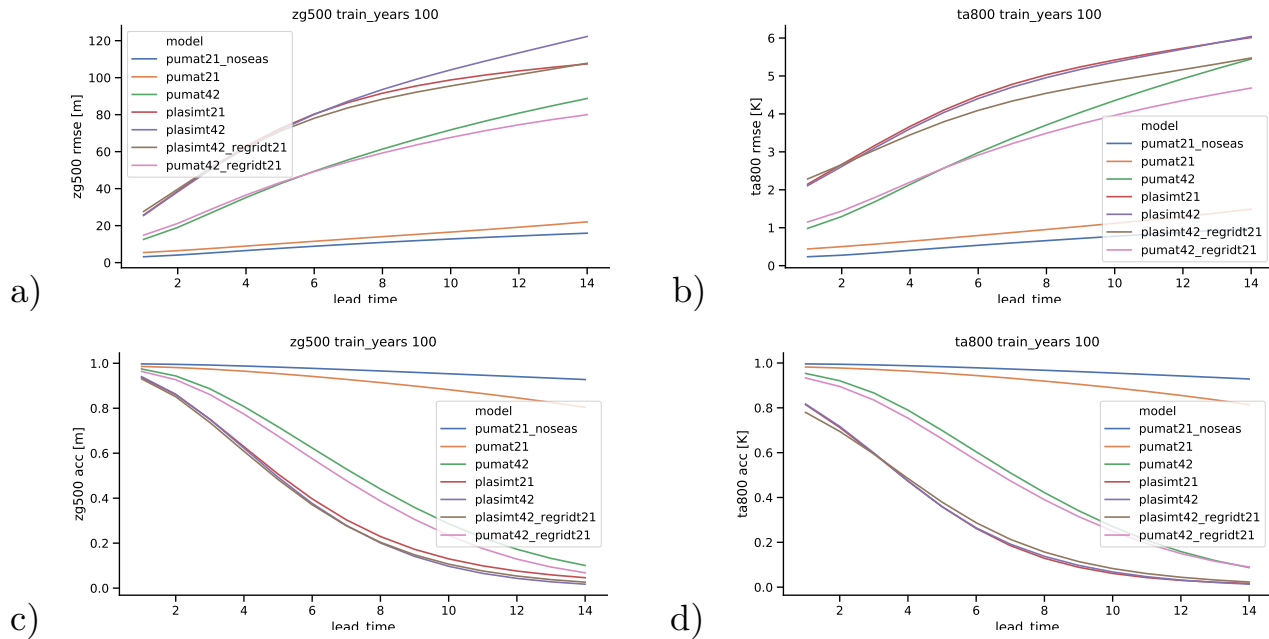 zg500 train_years 100
zg500 rmse [m]
120
100
80
60
40
20
0
model
pumat21_noseas
pumat21
pumat42
plasimt21
plasimt42
plasimt42_regridt21
pumat42_regridt21
2 4 6 8 10 12 14
lead_time
a)
ta800 train_years 100
ta800 rmse [K]
6
5
4
3
2
1
0
model
pumat21_noseas
pumat21
pumat42
plasimt21
plasimt42
plasimt42_regridt21
pumat42_regridt21
2 4 6 8 10 12 14
lead_time
b)
zg500 train_years 100
zg500 acc [m]
1.0
0.8
0.6
0.4
0.2
0.0
model
pumat21_noseas
pumat21
pumat42
plasimt21
plasimt42
plasimt42_regridt21
pumat42_regridt21
2 4 6 8 10 12 14
lead_time
c)
ta800 train_years 100
ta800 acc [K]
1.0
0.8
0.6
0.4
0.2
0.0
model
pumat21_noseas
pumat21
pumat42
plasimt21
plasimt42
plasimt42_regridt21
pumat42_regridt21
2 4 6 8 10 12 14
lead_time
d)